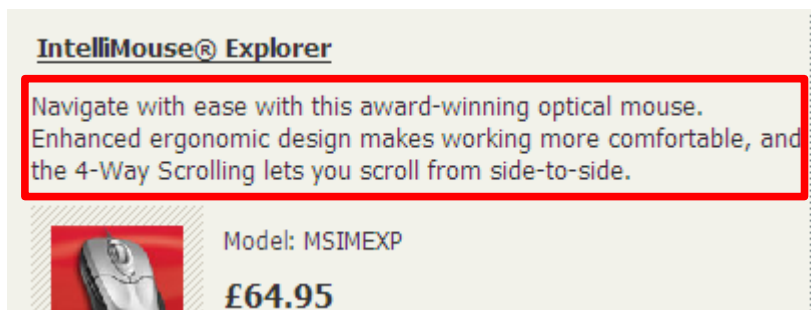 IntelliMouse® Explorer
Navigate with ease with this award-winning optical mouse.
Enhanced ergonomic design makes working more comfortable, and
the 4-Way Scrolling lets you scroll from side-to-side.
Model: MSIMEXP
£64.95